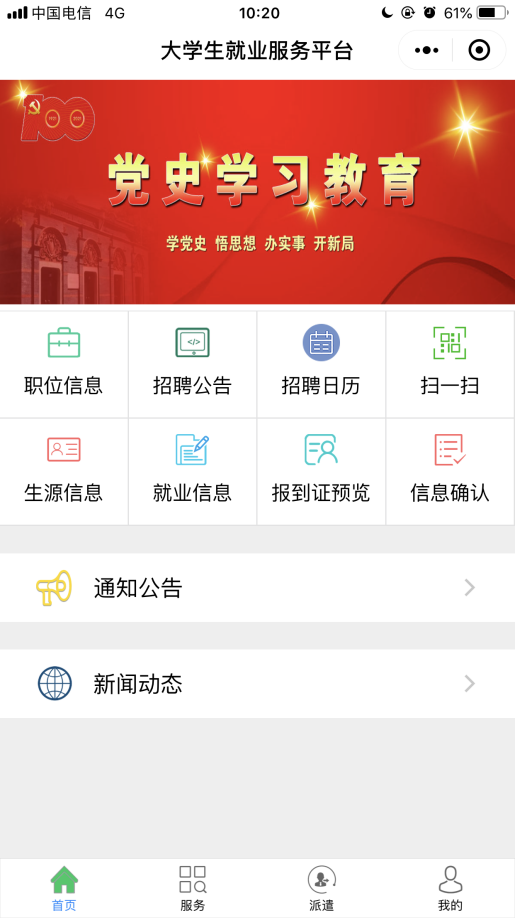 中国电信 4G 10:20 61%
大学生就业服务平台
100
党史学习教育
学党史 悟思想 办实事 开新局
职位信息 招聘公告 招聘日历 扫一扫
生源信息 就业信息 报到证预览 信息确认
通知公告
新闻动态
首页 服务 派遣 我的